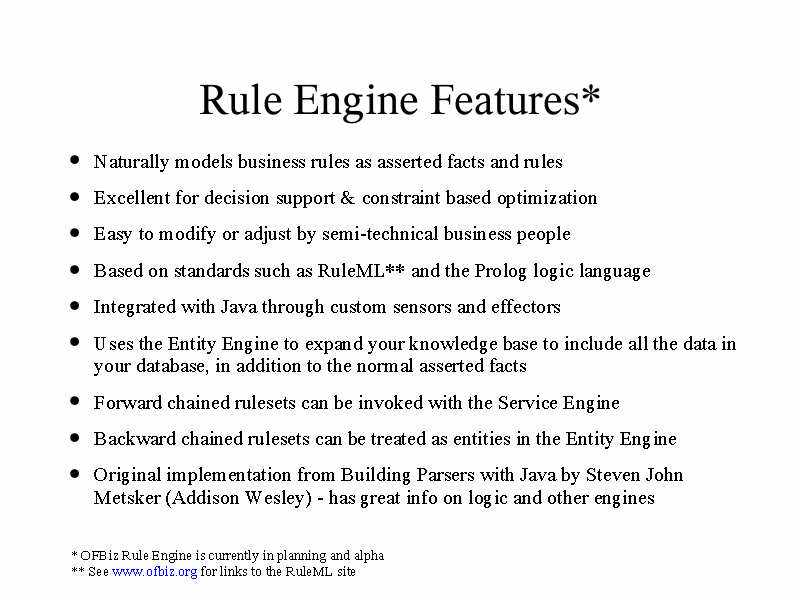 Rule Engine Features*
• Naturally models business rules as asserted facts and rules
• Excellent for decision support & constraint based optimization
• Easy to modify or adjust by semi-technical business people
• Based on standards such as RuleML** and the Prolog logic language
• Integrated with Java through custom sensors and effectors
• Uses the Entity Engine to expand your knowledge base to include all the data in
your database, in addition to the normal asserted facts
• Forward chained rulesets can be invoked with the Service Engine
• Backward chained rulesets can be treated as entities in the Entity Engine
• Original implementation from Building Parsers with Java by Steven John
Metsker (Addison Wesley) - has great info on logic and other engines
* OFBiz Rule Engine is currently in planning and alpha
** See www.ofbiz.org for links to the RuleML site